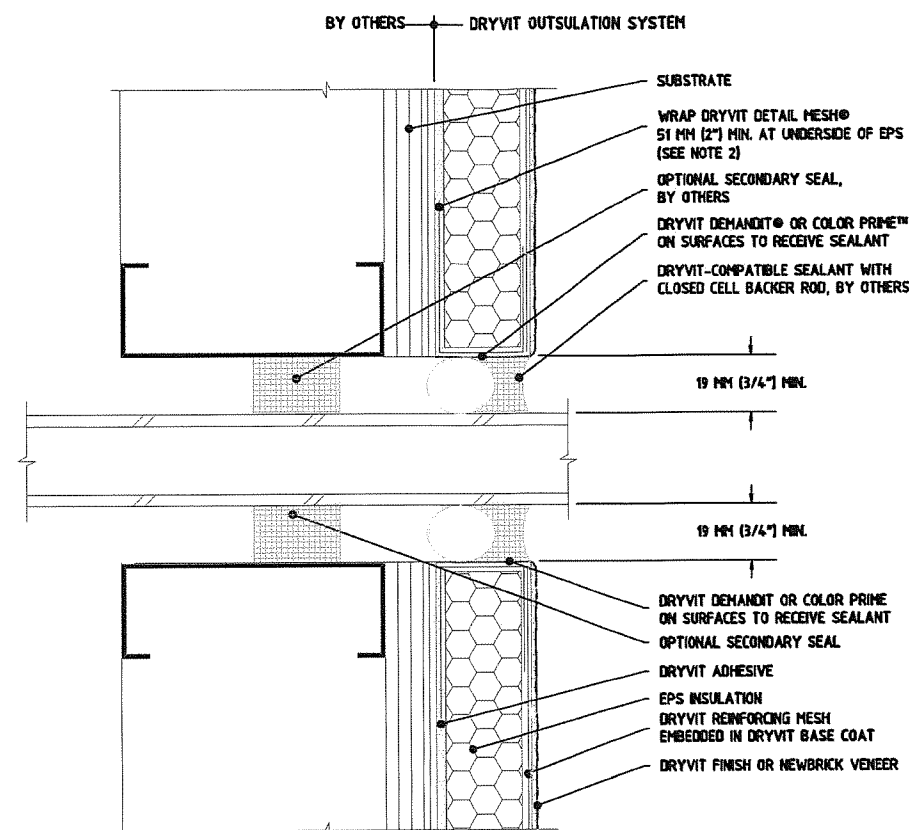 BY OTHERS DRYVIT OUTSULATION SYSTEM
SUBSTRATE
WRAP DRYVIT DETAIL MESH®
51 MM (2") MIN. AT UNDERSIDE OF EPS
(SEE NOTE 2)
OPTIONAL SECONDARY SEAL,
BY OTHERS
DRYVIT DEMANDIT® OR COLOR PRIME™
ON SURFACES TO RECEIVE SEALANT
DRYVIT-COMPATIBLE SEALANT WITH
CLOSED CELL BACKER ROD, BY OTHERS
19 MM (3/4") MIN.
19 MM (3/4") MIN.
DRYVIT DEMANDIT OR COLOR PRIME
ON SURFACES TO RECEIVE SEALANT
OPTIONAL SECONDARY SEAL
DRYVIT ADHESIVE
EPS INSULATION
DRYVIT REINFORCING MESH
EMBEDDED IN DRYVIT BASE COAT
DRYVIT FINISH OR NEWBRICK VENEER